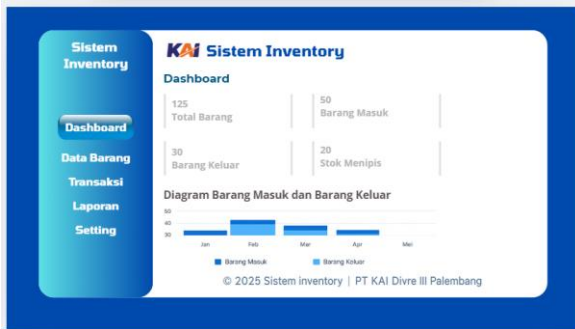 Sistem
Inventory
Dashboard
Data Barang
Transaksi
Laporan
Setting
KAI Sistem Inventory
Dashboard
125
Total Barang
50
Barang Masuk
30
Barang Keluar
20
Stok Menipis
Diagram Barang Masuk dan Barang Keluar
50
40
30
Jan Feb Mar Apr Mei
Barang Masuk Barang Keluar
© 2025 Sistem inventory | PT KAI Divre III Palembang